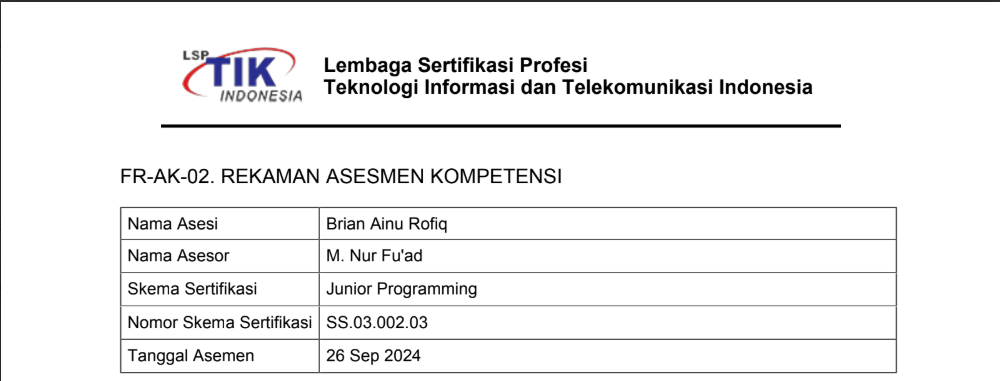 LSP
TIK
INDONESIA
Lembaga Sertifikasi Profesi
Teknologi Informasi dan Telekomunikasi Indonesia
FR-AK-02. REKAMAN ASESMEN KOMPETENSI
Nama Asesi Brian Ainu Rofiq
Nama Asesor M. Nur Fu'ad
Skema Sertifikasi Junior Programming
Nomor Skema Sertifikasi SS.03.002.03
Tanggal Asemen 26 Sep 2024